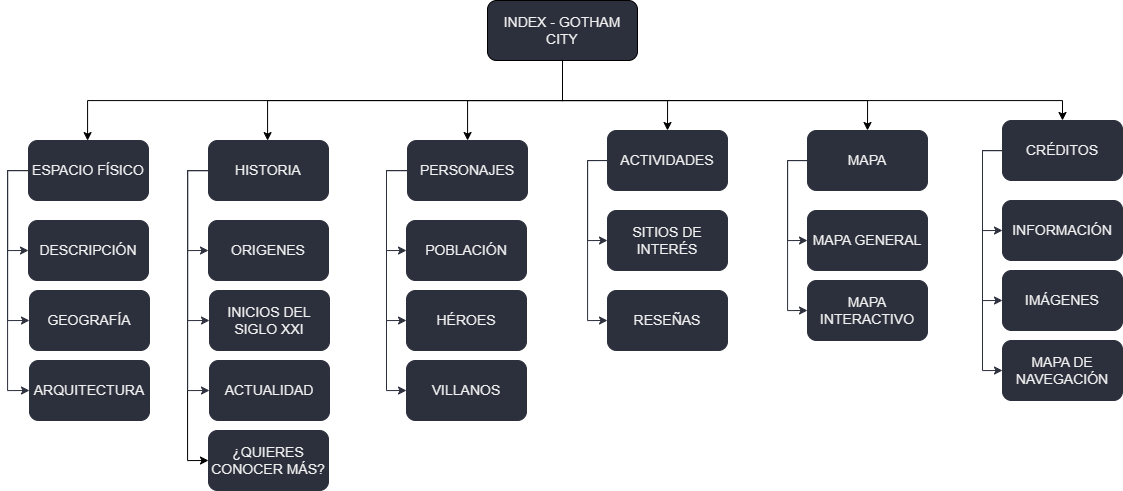 INDEX - GOTHAM
CITY
ESPACIO FÍSICO
DESCRIPCIÓN
GEOGRAFÍA
ARQUITECTURA
HISTORIA
ORIGENES
INICIOS DEL
SIGLO XXI
ACTUALIDAD
¿QUIERES
CONOCER MÁS?
PERSONAJES
POBLACIÓN
HÉROES
VILLANOS
ACTIVIDADES
SITIOS DE
INTERÉS
RESEÑAS
MAPA
MAPA GENERAL
MAPA
INTERACTIVO
CRÉDITOS
INFORMACIÓN
IMÁGENES
MAPA DE
NAVEGACIÓN